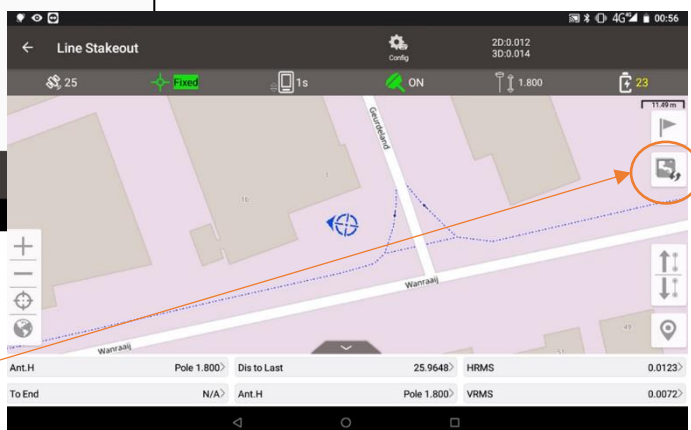 4G 00:56
Line Stakeout
Config
2D:0.012
3D:0.014
25
Fixed
1s
ON
1.800
23
11.49 m
Geurdeland
16
7
Wanraaij
Wanraaij
49
51
Ant.H Pole 1.800 Dis to Last 25.9648 HRMS 0.0123
To End N/A Ant.H Pole 1.800 VRMS 0.0072